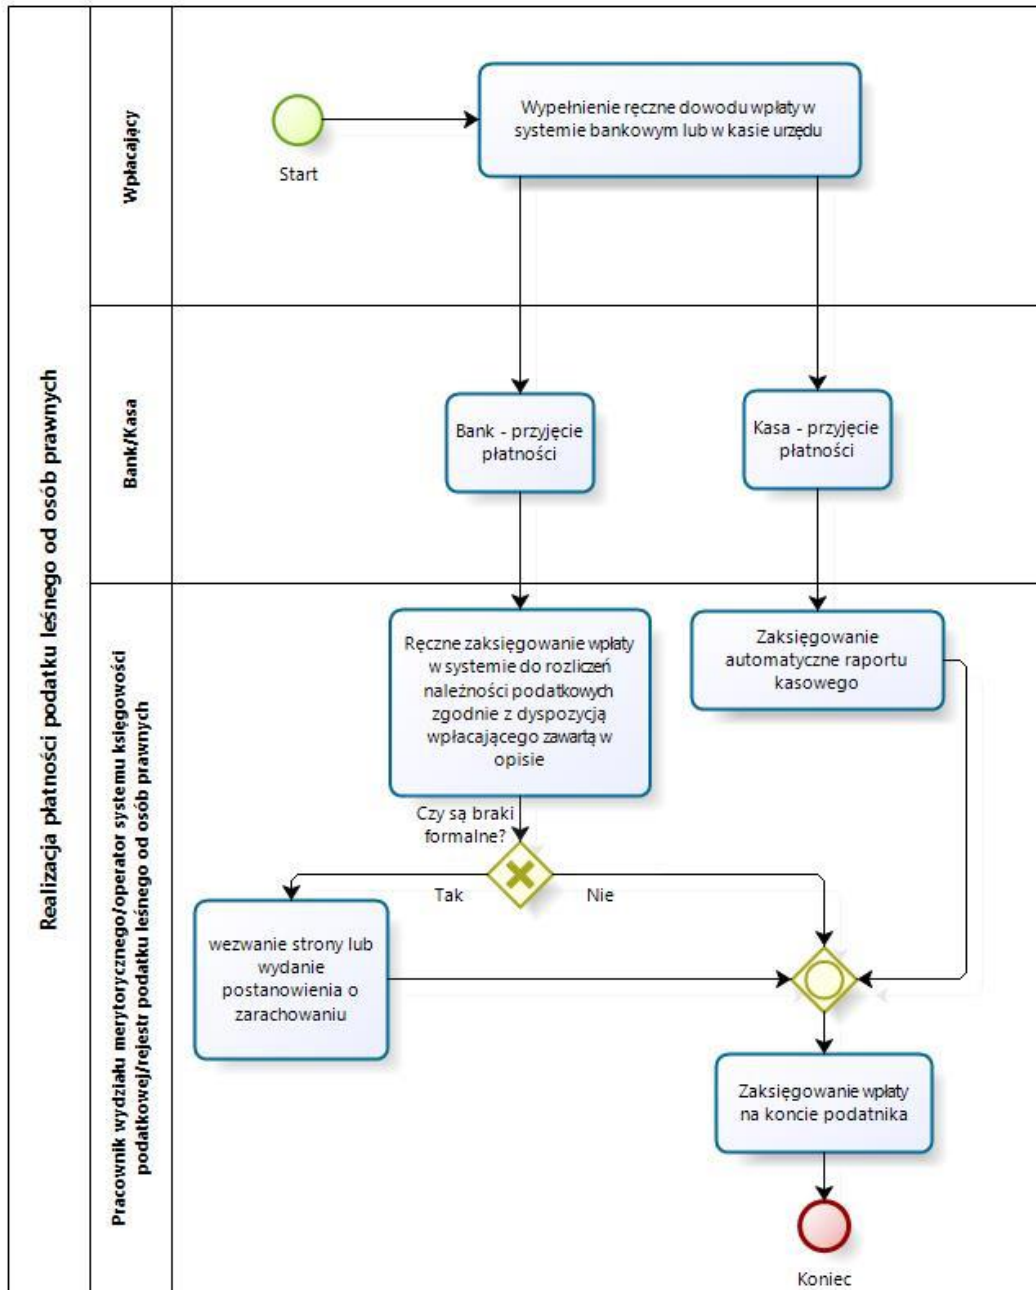 Realizacja płatności podatku leśnego od osób prawnych
Wpłacający
Start
Wypełnienie ręczne dowodu wpłaty w
systemie bankowym lub w kasie urzędu
Bank/Kasa
Bank - przyjęcie
płatności
Kasa - przyjęcie
płatności
Pracownik wydziału merytorycznego/operator systemu księgowości
podatkowej/rejestr podatku leśnego od osób prawnych
Ręczne zaksięgowanie wpłaty
w systemie do rozliczeń
należności podatkowych
zgodnie z dyspozycją
wpłacającego zawartą w
opisie
Zaksięgowanie
automatyczne raportu
kasowego
Czy są braki
formalne?
Tak
Nie
wezwanie strony lub
wydanie
postanowienia o
zarachowaniu
Zaksięgowanie wpłaty
na koncie podatnika
Koniec